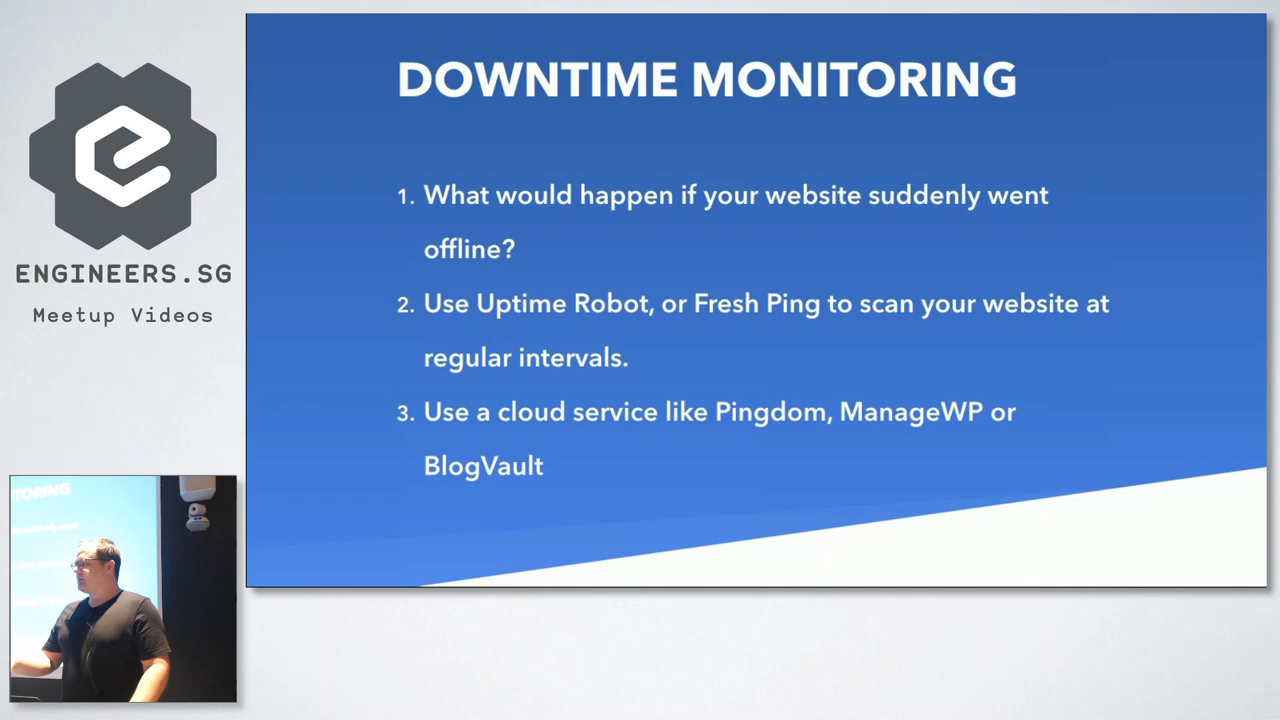 DOWNTIME MONITORING
1. What would happen if your website suddenly went
offline?
2. Use Uptime Robot, or Fresh Ping to scan your website at
regular intervals.
3. Use a cloud service like Pingdom, ManageWP or
BlogVault
ENGINEERS.SG
Meetup Videos
TORING